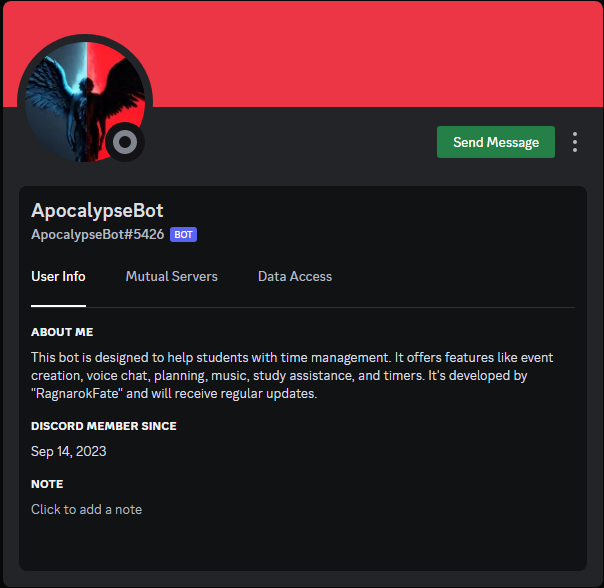 Send Message
ApocalypseBot
ApocalypseBot#5426 BOT
User Info Mutual Servers Data Access
ABOUT ME
This bot is designed to help students with time management. It offers features like event
creation, voice chat, planning, music, study assistance, and timers. It's developed by
"RagnarokFate" and will receive regular updates.
DISCORD MEMBER SINCE
Sep 14, 2023
NOTE
Click to add a note